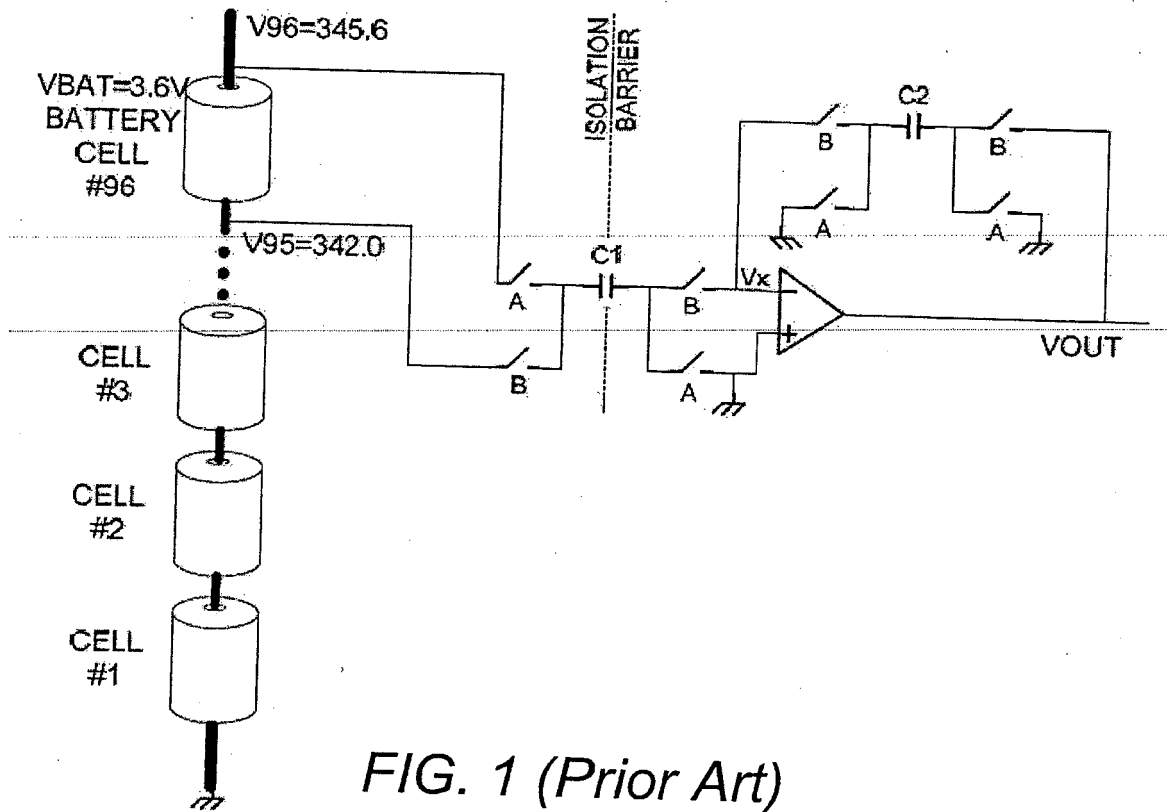 V96=345.6
VBAT=3.6V
BATTERY
CELL
#96
V95=342.0
ISOLATION
BARRIER
C2
B
B
A
A
C1
A
B
Vx
B
A
−
+
VOUT
CELL
#3
CELL
#2
CELL
#1
FIG. 1 (Prior Art)